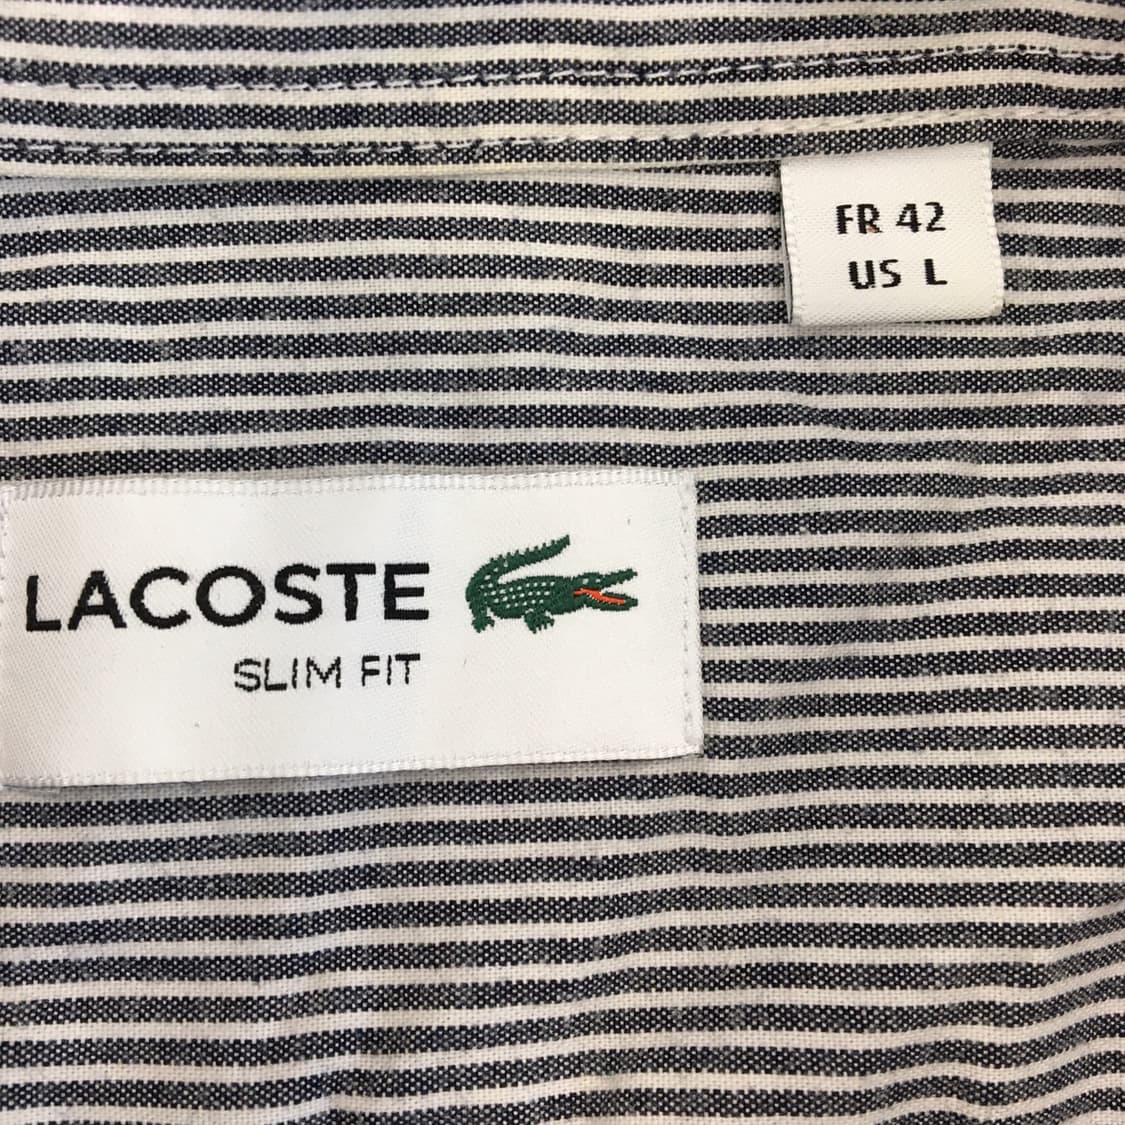 FR 42
US L
LACOSTE
SLIM FIT